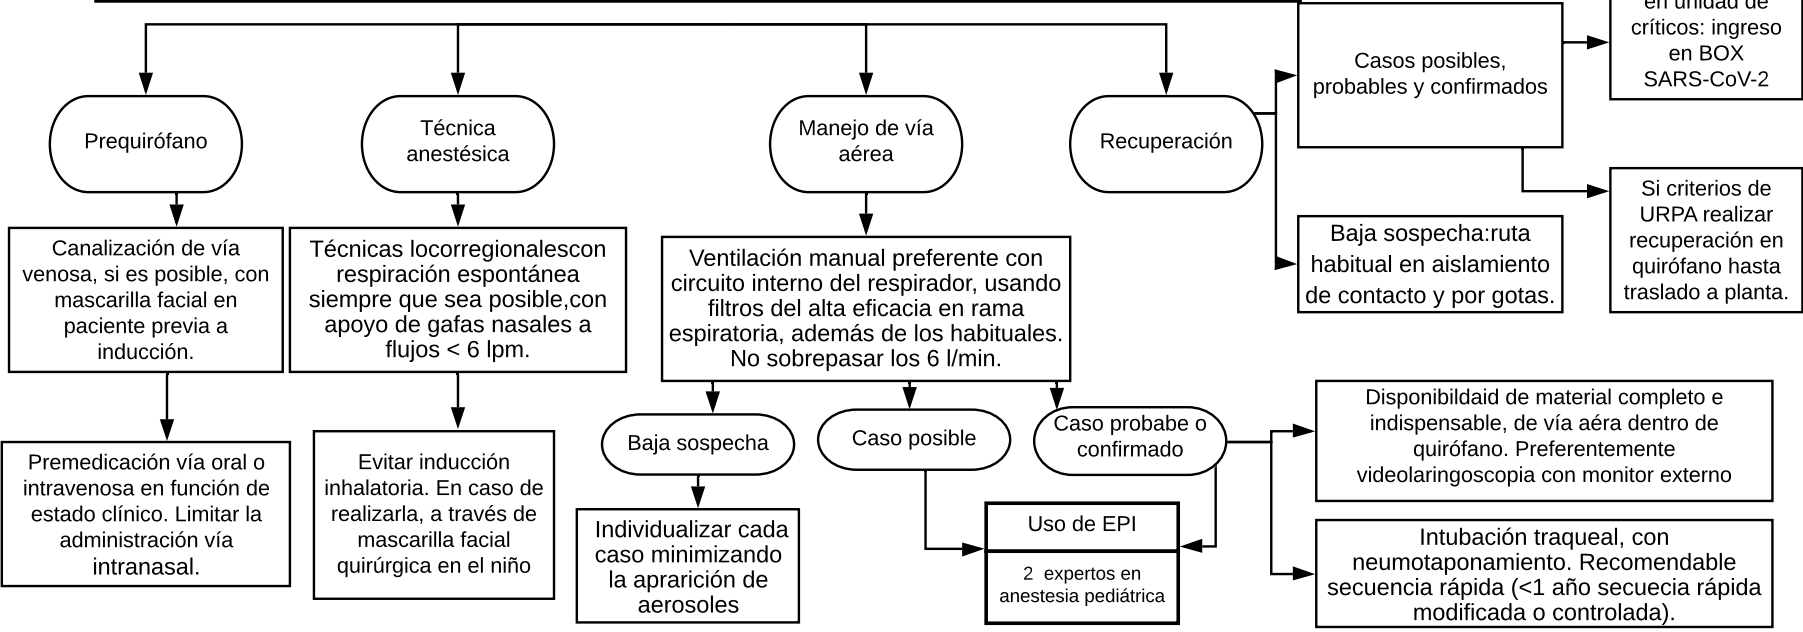 en unidad de
críticos: ingreso
en BOX
SARS-CoV-2
Casos posibles,
probables y confirmados
Prequirófano
Técnica
anestésica
Manejo de vía
aérea
Recuperación
Si criterios de
URPA realizar
recuperación en
quirófano hasta
traslado a planta.
Baja sospecha:ruta
habitual en aislamiento
de contacto y por gotas.
Canalización de vía
venosa, si es posible, con
mascarilla facial en
paciente previa a
inducción.
Técnicas locorregionalescon
respiración espontánea
siempre que sea posible,con
apoyo de gafas nasales a
flujos < 6 lpm.
Ventilación manual preferente con
circuito interno del respirador, usando
filtros del alta eficacia en rama
espiratoria, además de los habituales.
No sobrepasar los 6 l/min.
Baja sospecha
Caso posible
Caso probabe o
confirmado
Disponibildaid de material completo e
indispensable, de vía aéra dentro de
quirófano. Preferentemente
videolaringoscopia con monitor externo
Premedicación vía oral o
intravenosa en función de
estado clínico. Limitar la
administración vía
intranasal.
Evitar inducción
inhalatoria. En caso de
realizarla, a través de
mascarilla facial
quirúrgica en el niño
Individualizar cada
caso minimizando
la aprarición de
aerosoles
Uso de EPI
2 expertos en
anestesia pediátrica
Intubación traqueal, con
neumotaponamiento. Recomendable
secuencia rápida (<1 año secuecia rápida
modificada o controlada).